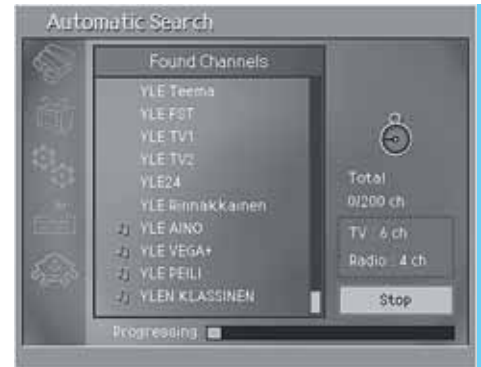 Automatic Search
Found Channels
YLE Teema
YLE FST
YLE TV1
YLE TV2
YLE24
YLE Rinnakkainen
YLE AINO
YLE VEGA+
YLE PEILI
YLEN KLASSINEN
Total
0/200 ch
TV : 6 ch
Radio : 4 ch
Stop
Progressing